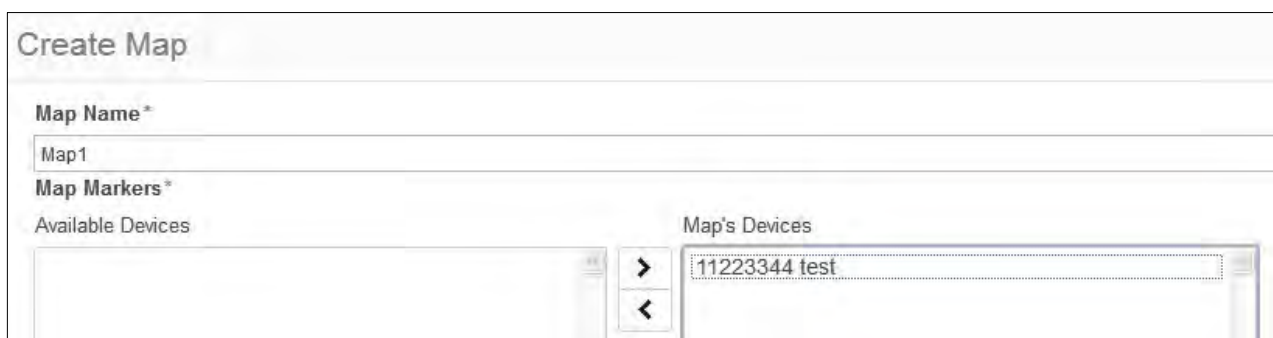 Create Map
Map Name*
Map1
Map Markers*
Available Devices
Map's Devices
11223344 test